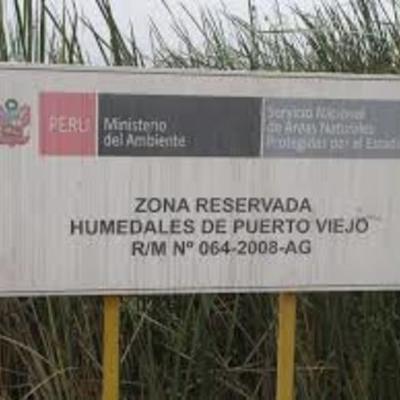 PERÚ
Ministerio
del Ambiente
Servicio Nacional
de Áreas Naturales
Protegidas por el Estado
ZONA RESERVADA
HUMEDALES DE PUERTO VIEJO
R/M Nº 064-2008-AG